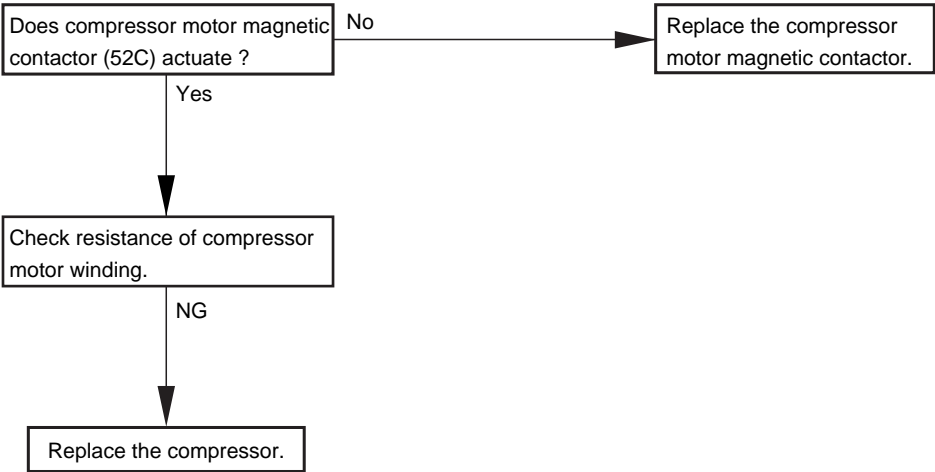 Does compressor motor magnetic
contactor (52C) actuate ?
No
Replace the compressor
motor magnetic contactor.
Yes
Check resistance of compressor
motor winding.
NG
Replace the compressor.